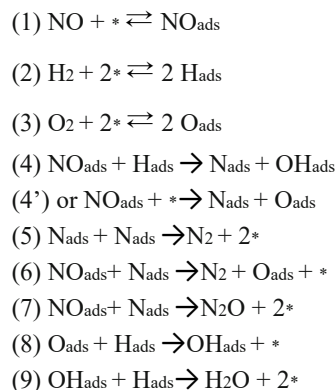 (1) NO + * ⇄ NOads
(2) H2 + 2* ⇄ 2 Hads
(3) O2 + 2* ⇄ 2 Oads
(4) NOads + Hads → Nads + OHads
(4') or NOads + * → Nads + Oads
(5) Nads + Nads → N2 + 2*
(6) NOads+ Nads → N2 + Oads + *
(7) NOads+ Nads → N2O + 2*
(8) Oads + Hads → OHads + *
(9) OHads + Hads → H2O + 2*